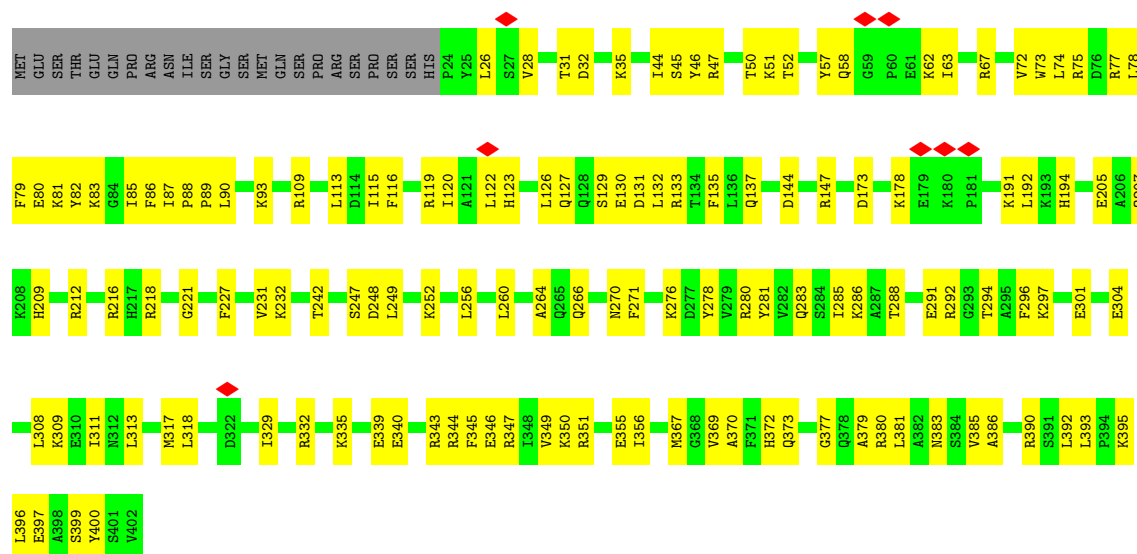 MET GLU SER THR GLU GLN PRO ARG ASN ILE SER GLY SER MET GLN SER PRO ARG SER PRO SER SER HIS P24 Y25 L26 S27 V28 T31 D32 K35 I44 S45 Y46 R47 T50 K51 T52 Y57 Q58 G59 P60 E61 K62 I63 R67 V72 W73 L74 R75 D76 R77 L78
F79 E80 K81 Y82 K83 G84 I85 F86 I87 P88 P89 L90 K93 R109 L113 D114 I115 F116 R119 I120 A121 L122 H123 L126 Q127 Q128 S129 E130 D131 L132 R133 T134 F135 L136 Q137 D144 R147 D173 K178 E179 K180 P181 K191 L192 K193 H194 E205 A206
K208 H209 R212 R216 H217 R218 G221 F227 V231 K232 T242 S247 D248 L249 K252 L256 L260 A264 Q265 Q266 N270 F271 K276 D277 Y278 V279 R280 Y281 V282 Q283 S284 I285 K286 A287 T288 E291 R292 G293 T294 A295 F296 K297 E301 E304
L308 K309 E310 I311 N312 L313 M317 L318 D322 I329 R332 K335 E339 E340 R343 R344 F345 E346 R347 I348 V349 K350 R351 E355 I356 M367 G368 V369 A370 F371 H372 Q373 G377 Q378 A379 R380 L381 A382 N383 S384 V385 A386 R390 S391 L392 L393 P394 K395
L396 E397 A398 S399 Y400 S401 V402